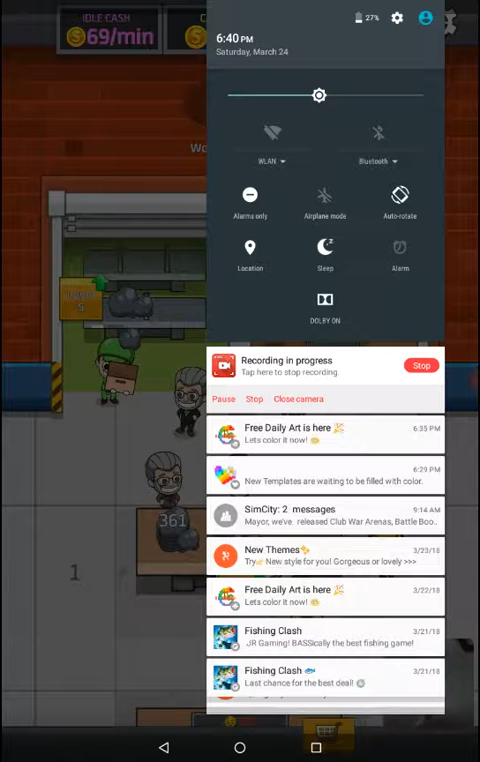 IDLE CASH
69/min
27%
6:40 PM
Saturday, March 24
Wo
WLAN
Bluetooth
Alarms only
Airplane mode
Auto-rotate
Location
Sleep
Alarm
DOLBY ON
Recording in progress
Tap here to stop recording.
Stop
Pause Stop Close camera
Free Daily Art is here 🎉 6:35 PM
Lets color it now!
6:29 PM
New Templates are waiting to be filled with color.
SimCity: 2 messages 9:14 AM
Mayor, we've released Club War Arenas, Battle Boo..
New Themes✨ 3/23/18
Try👉 New style for you! Gorgeous or lovely >>>
Free Daily Art is here 🎉 3/22/18
Lets color it now!
Fishing Clash 3/21/18
JR Gaming! BASSically the best fishing game!
Fishing Clash 🐟 3/21/18
Last chance for the best deal!
361
1